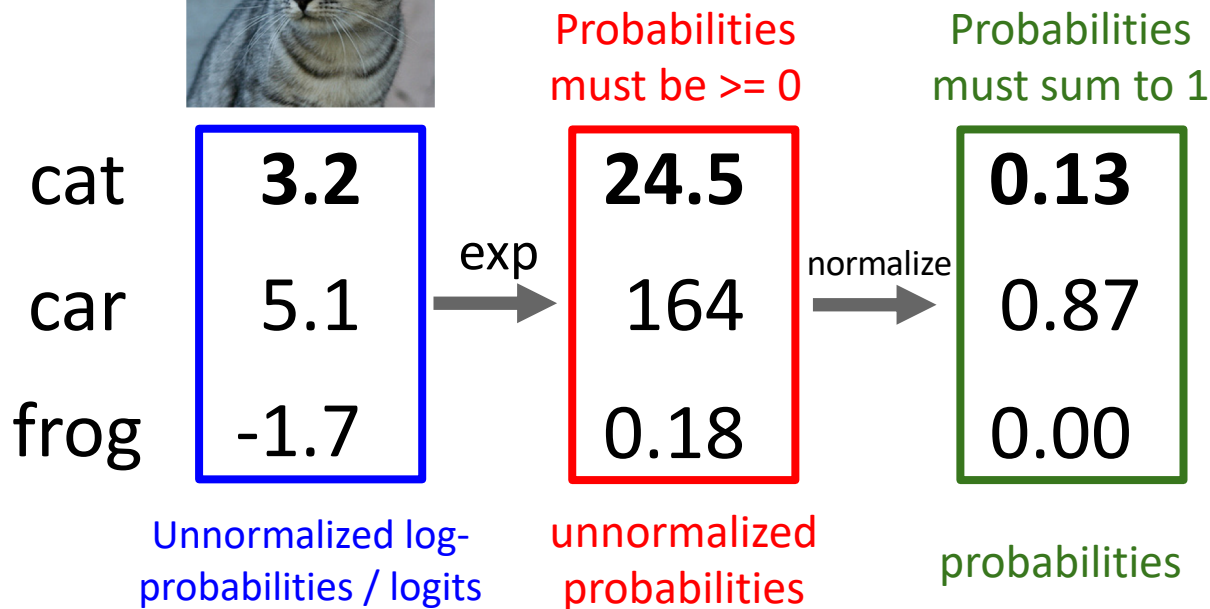 Probabilities
must be >= 0
Probabilities
must sum to 1
cat 3.2 24.5 0.13
exp normalize
car 5.1 164 0.87
frog -1.7 0.18 0.00
Unnormalized log-
probabilities / logits
unnormalized
probabilities
probabilities